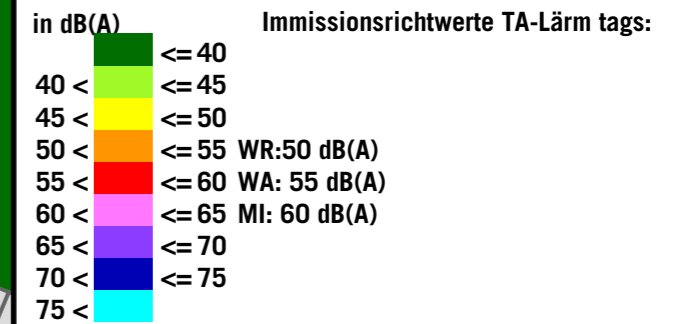 in dB(A) Immissionsrichtwerte TA-Lärm tags:
<= 40
40 < <= 45
45 < <= 50
50 < <= 55 WR:50 dB(A)
55 < <= 60 WA: 55 dB(A)
60 < <= 65 MI: 60 dB(A)
65 < <= 70
70 < <= 75
75 <